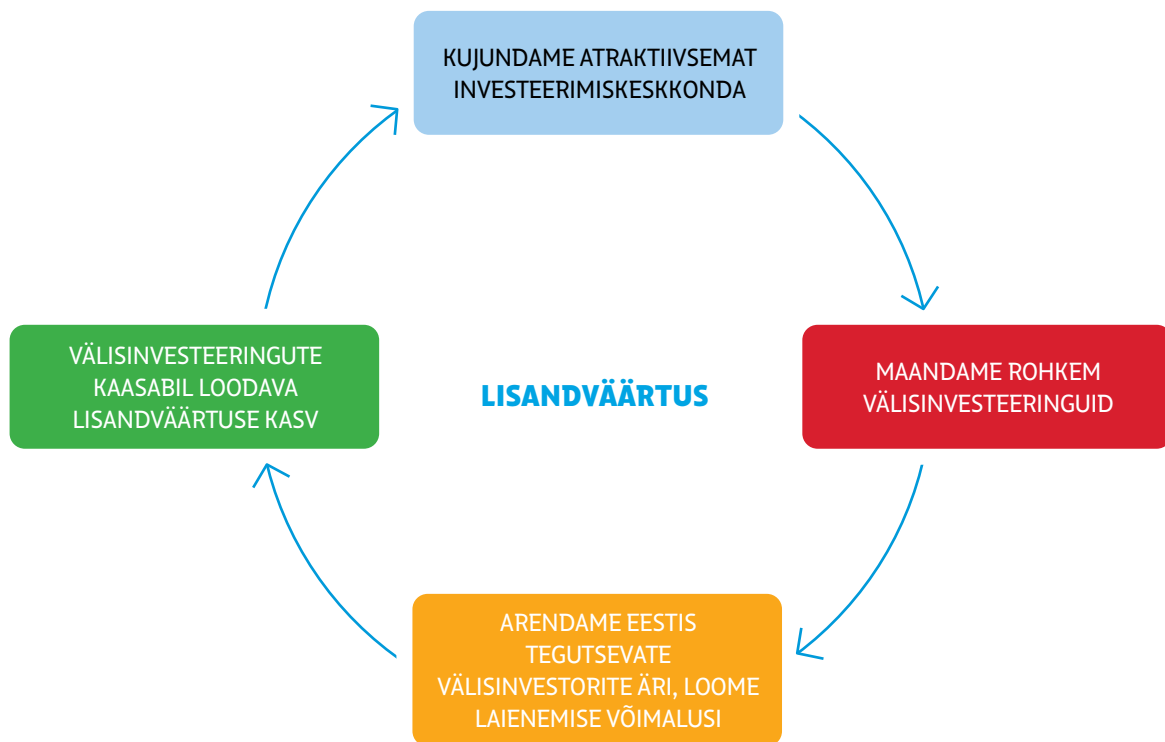 KUJUNDAME ATRAKTIIVSEMAT
INVESTEERIMISKESKKONDA
VÄLISINVESTEERINGUTE
KAASABIL LOODAVA
LISANDVÄÄRTUSE KASV
LISANDVÄÄRTUS
MAANDAME ROHKEM
VÄLISINVESTEERINGUID
ARENDAME EESTIS
TEGUTSEVATE
VÄLISINVESTORITE ÄRI, LOOME
LAIENEMISE VÕIMALUSI